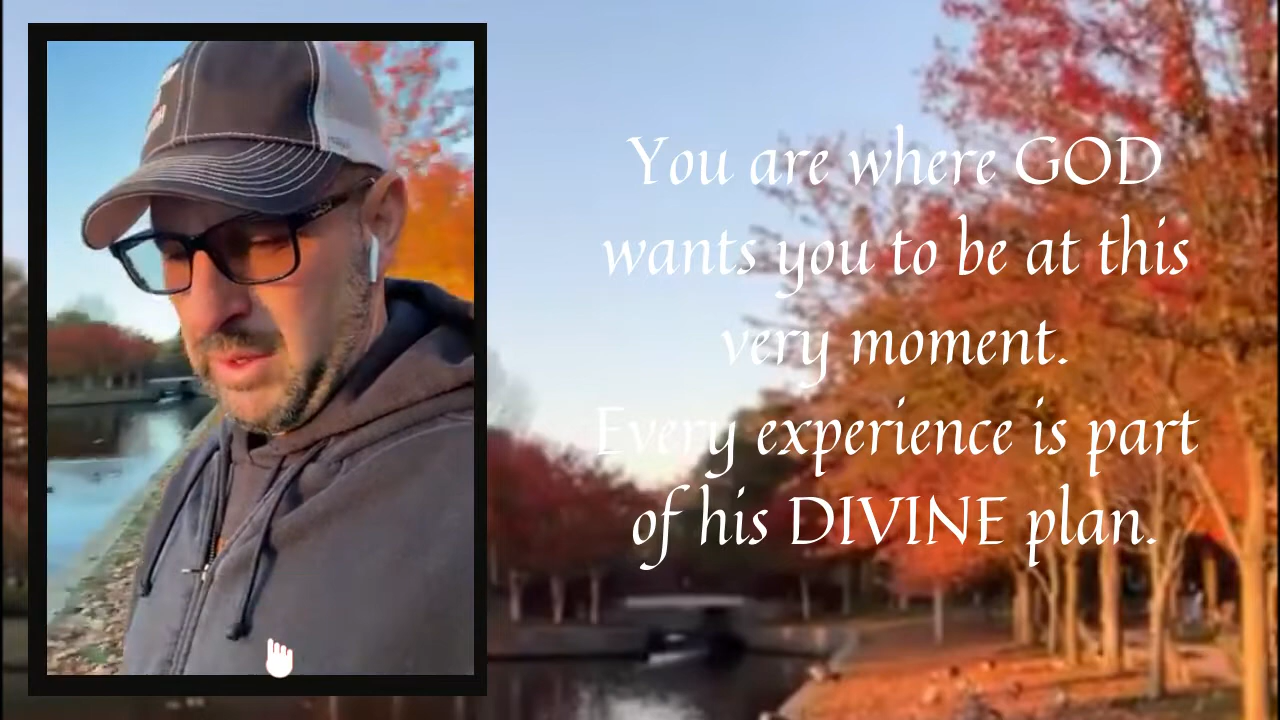 You are where GOD
wants you to be at this
very moment.
Every experience is part
of his DIVINE plan.